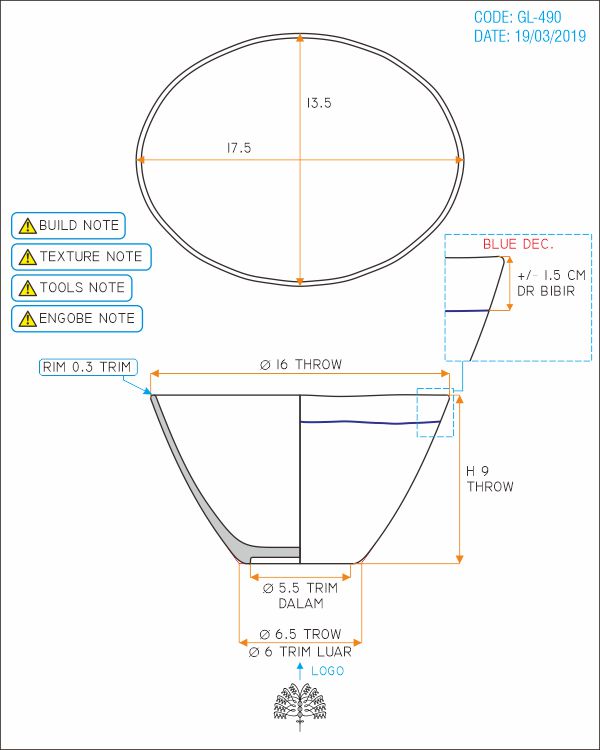 CODE: GL-490
DATE: 19/03/2019
13.5
17.5
BUILD NOTE
TEXTURE NOTE
TOOLS NOTE
ENGOBE NOTE
BLUE DEC.
+/- 1.5 CM
DR BIBIR
RIM 0.3 TRIM
Ø 16 THROW
H 9
THROW
Ø 5.5 TRIM
DALAM
Ø 6.5 TROW
Ø 6 TRIM LUAR
LOGO